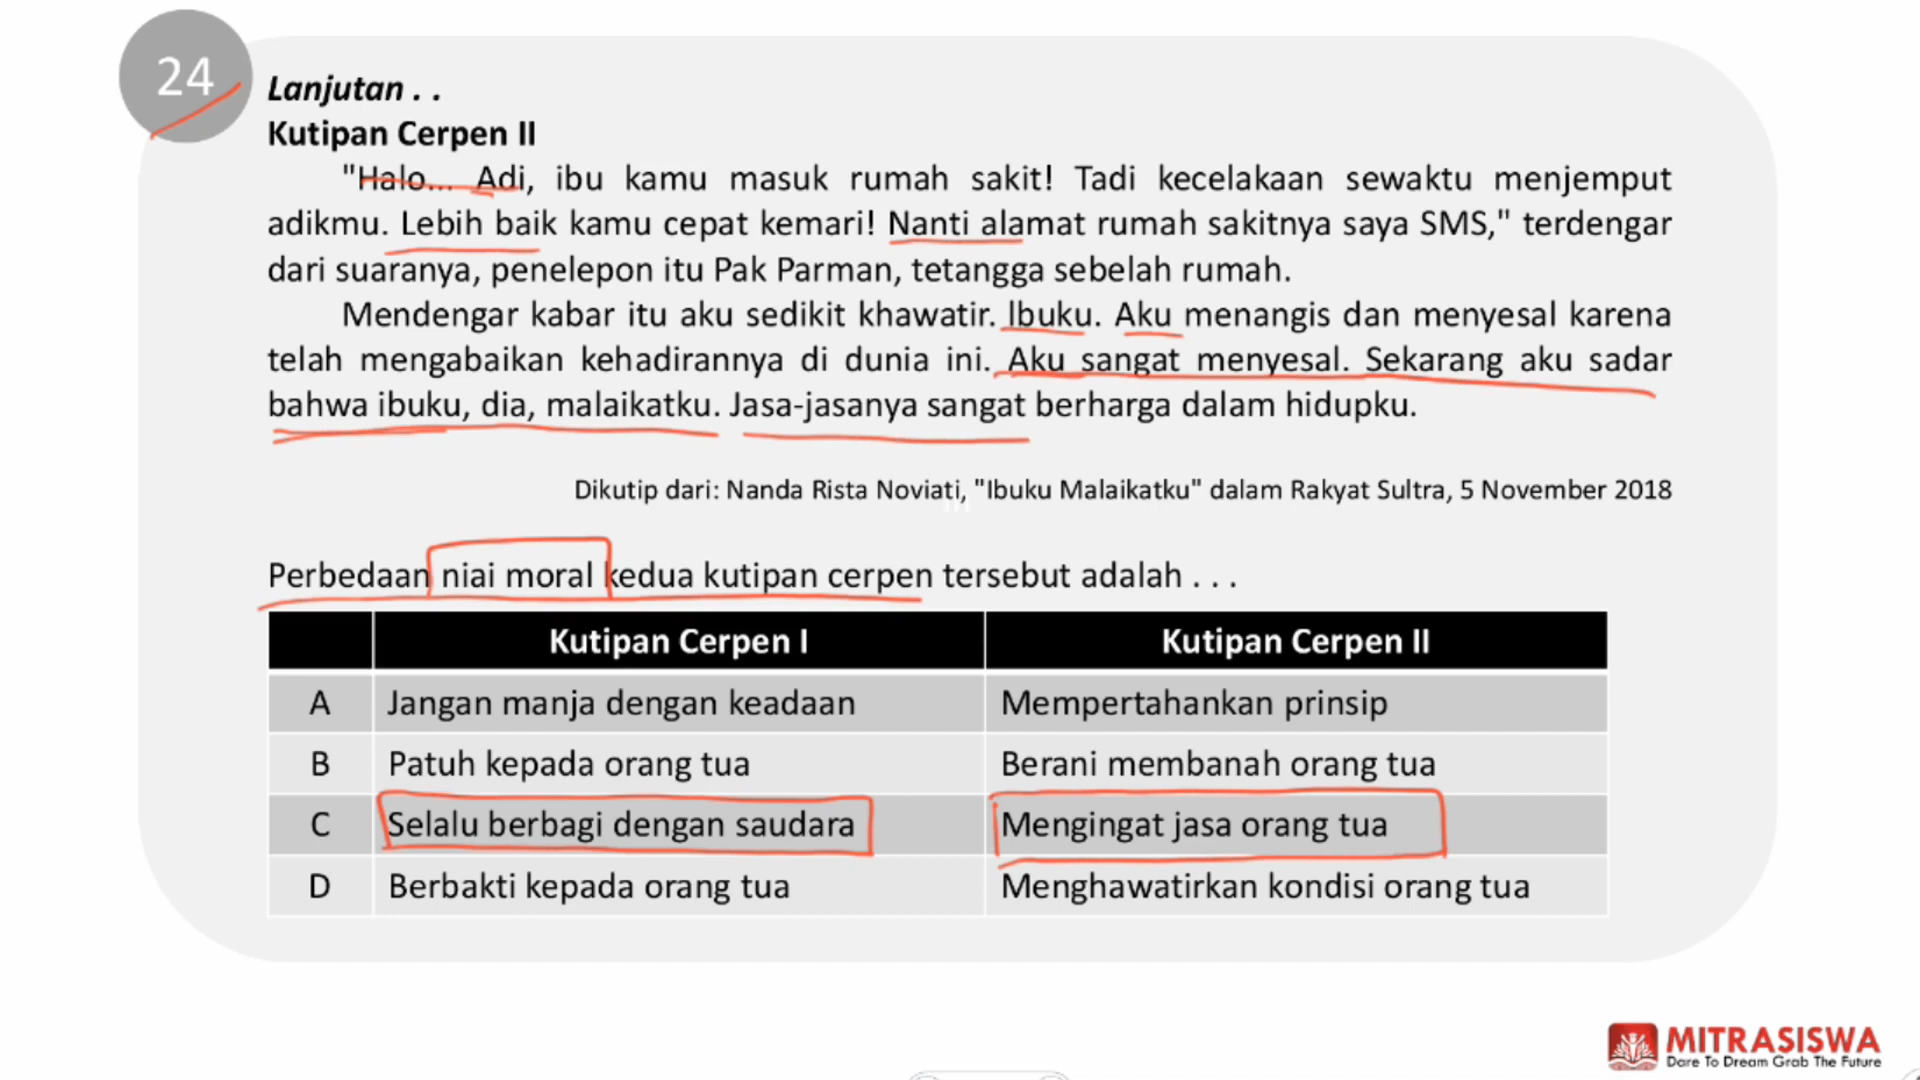 24
Lanjutan . .
Kutipan Cerpen II
"Halo... Adi, ibu kamu masuk rumah sakit! Tadi kecelakaan sewaktu menjemput
adikmu. Lebih baik kamu cepat kemari! Nanti alamat rumah sakitnya saya SMS," terdengar
dari suaranya, penelepon itu Pak Parman, tetangga sebelah rumah.
Mendengar kabar itu aku sedikit khawatir. Ibuku. Aku menangis dan menyesal karena
telah mengabaikan kehadirannya di dunia ini. Aku sangat menyesal. Sekarang aku sadar
bahwa ibuku, dia, malaikatku. Jasa-jasanya sangat berharga dalam hidupku.
Dikutip dari: Nanda Rista Noviati, "Ibuku Malaikatku" dalam Rakyat Sultra, 5 November 2018
Perbedaan niai moral kedua kutipan cerpen tersebut adalah . . .
Kutipan Cerpen I Kutipan Cerpen II
A Jangan manja dengan keadaan Mempertahankan prinsip
B Patuh kepada orang tua Berani membanah orang tua
C Selalu berbagi dengan saudara Mengingat jasa orang tua
D Berbakti kepada orang tua Menghawatirkan kondisi orang tua
MITRASISWA
Dare To Dream Grab The Future